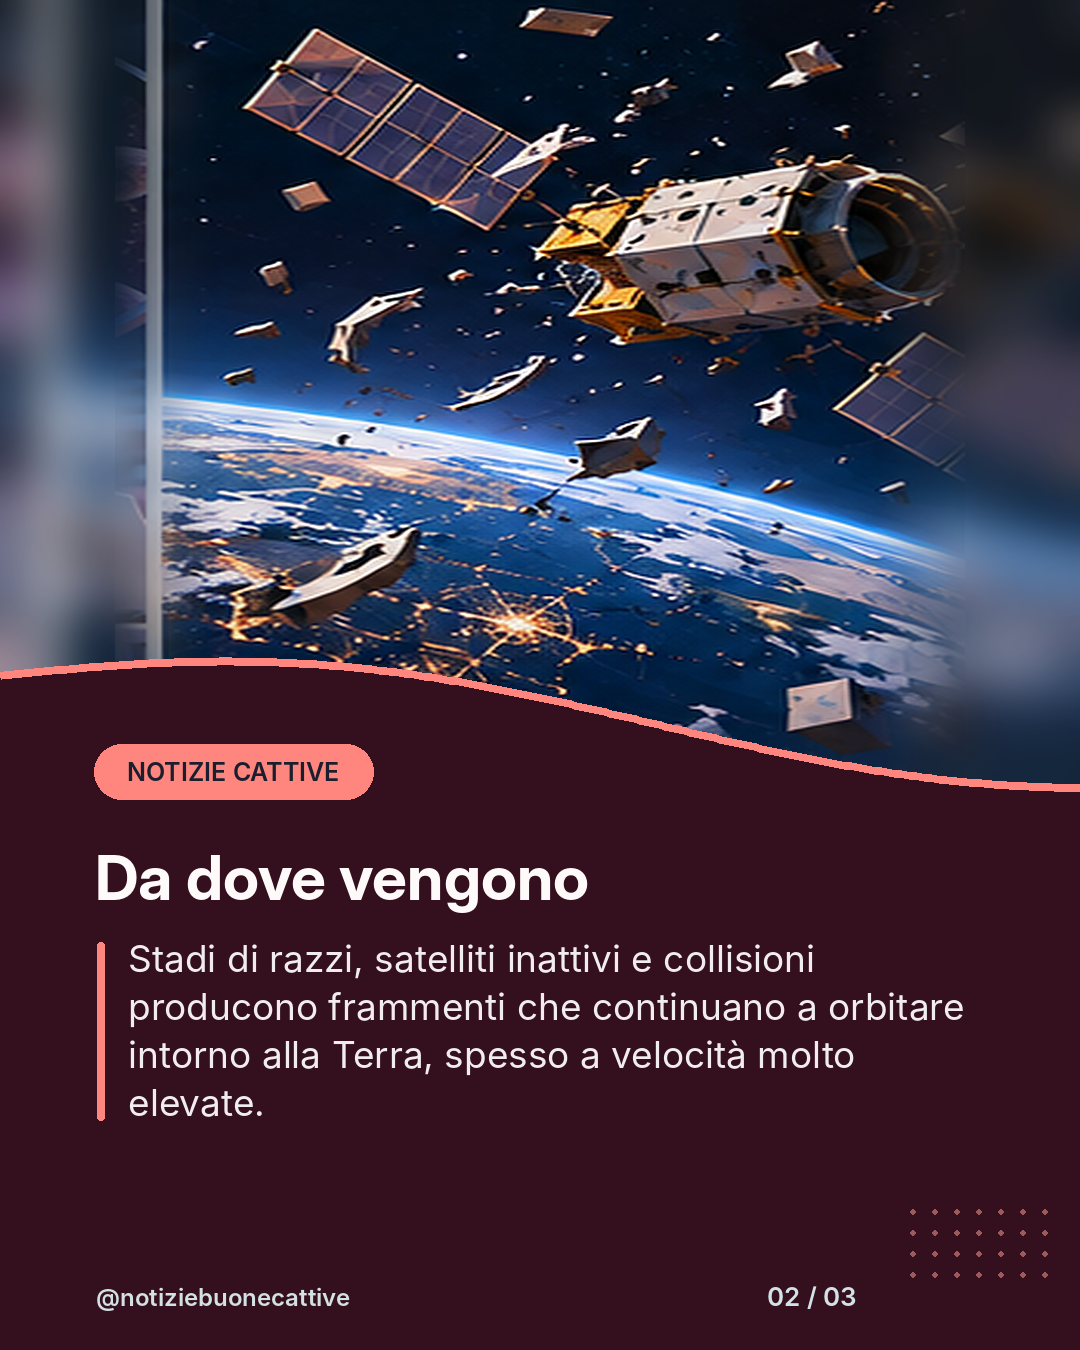 NOTIZIE CATTIVE
Da dove vengono
Stadi di razzi, satelliti inattivi e collisioni
producono frammenti che continuano a orbitare
intorno alla Terra, spesso a velocità molto
elevate.
@notiziebuonecattive
02 / 03